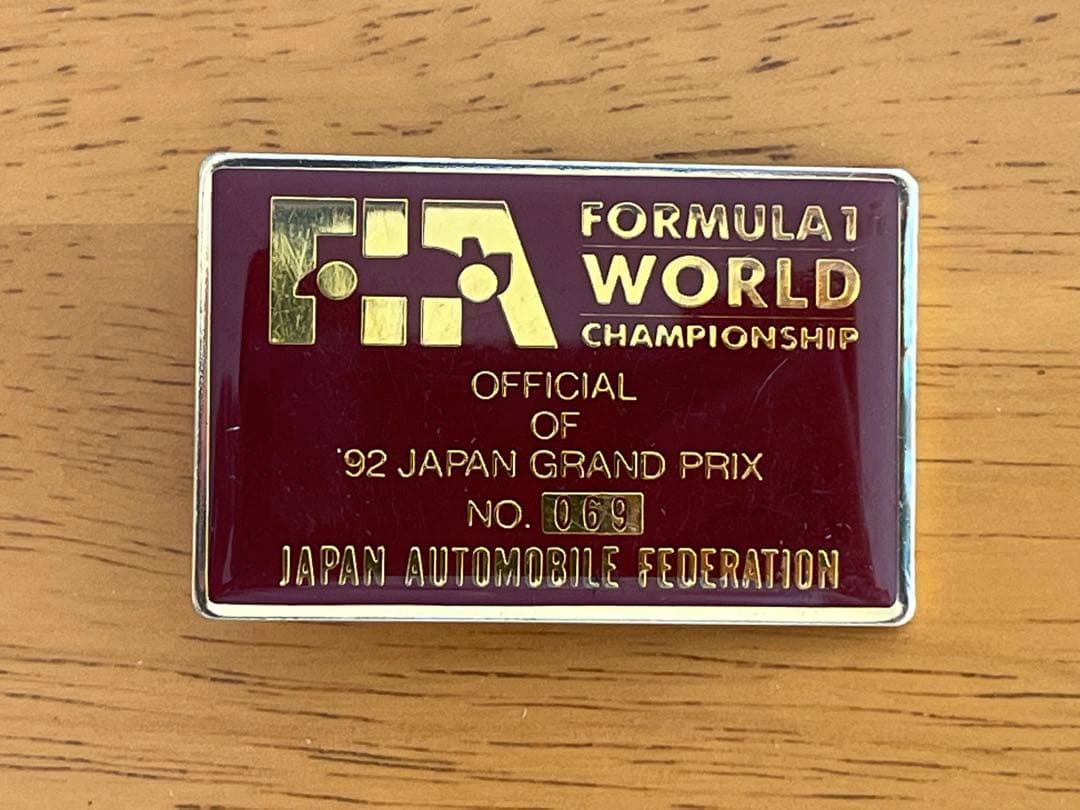 FIA
FORMULA 1
WORLD
CHAMPIONSHIP
OFFICIAL
OF
'92 JAPAN GRAND PRIX
NO. 069
JAPAN AUTOMOBILE FEDERATION